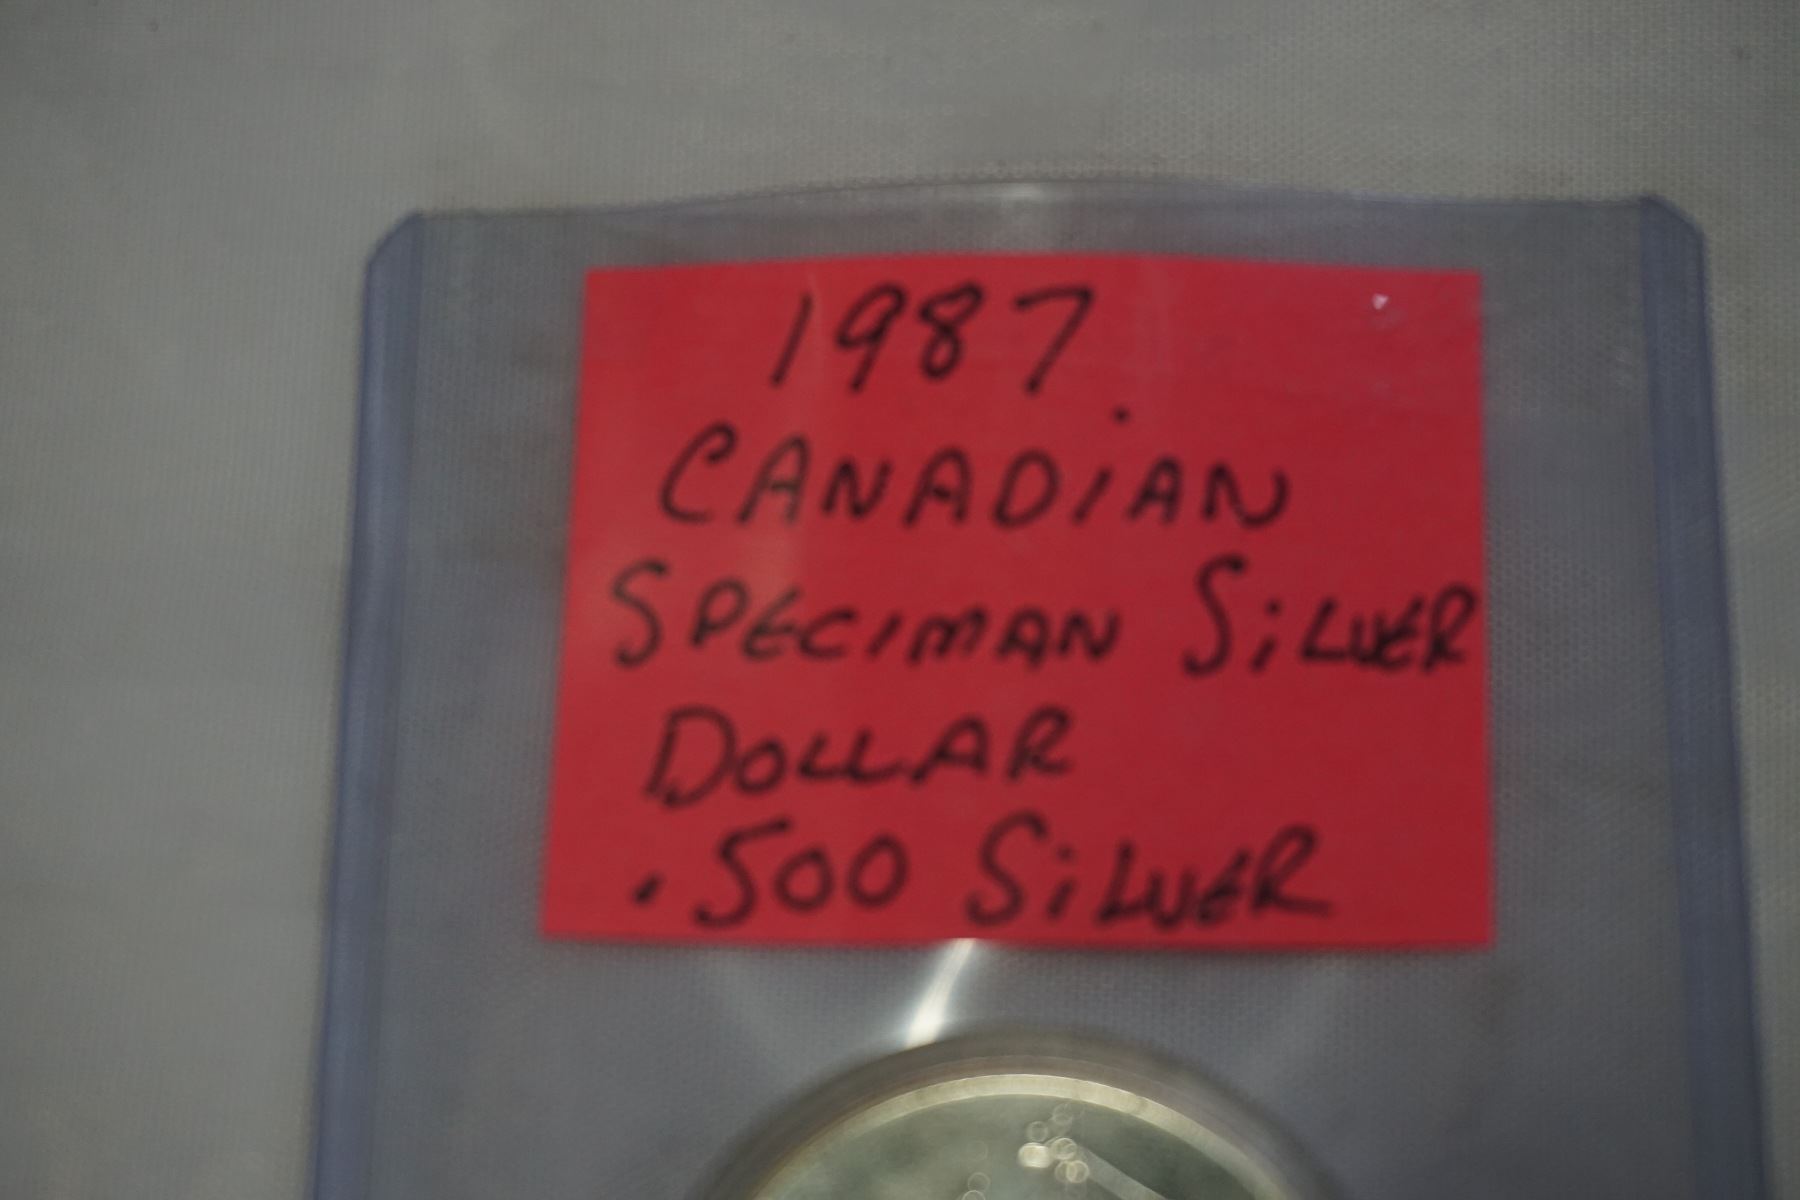 1987.
CANADiAN
SPECIMAN SiLVER
DOLLAR
.500 SiLVER